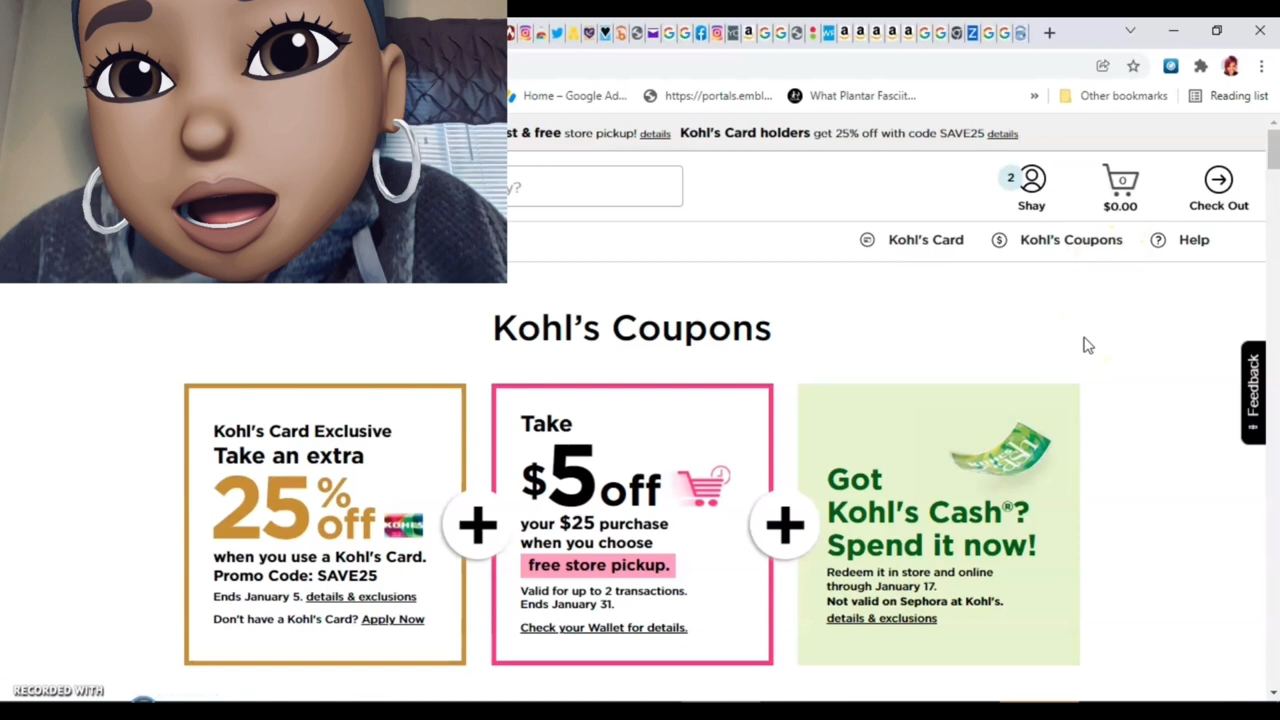 Home – Google Ad...
https://portals.embl...
What Plantar Fasciit...
»
Other bookmarks
Reading list
st & free store pickup! details Kohl's Card holders get 25% off with code SAVE25 details
y?
2
Shay
0
$0.00
Check Out
Kohl's Card
Kohl's Coupons
Help
Kohl's Coupons
Kohl's Card Exclusive
Take an extra
25% off
KOHL'S
when you use a Kohl's Card.
Promo Code: SAVE25
Ends January 5. details & exclusions
Don't have a Kohl's Card? Apply Now
+
Take
$5 off
your $25 purchase
when you choose
free store pickup.
Valid for up to 2 transactions.
Ends January 31.
Check your Wallet for details.
+
Got
Kohl's Cash®?
Spend it now!
Redeem it in store and online
through January 17.
Not valid on Sephora at Kohl's.
details & exclusions
Feedback
RECORDED WITH